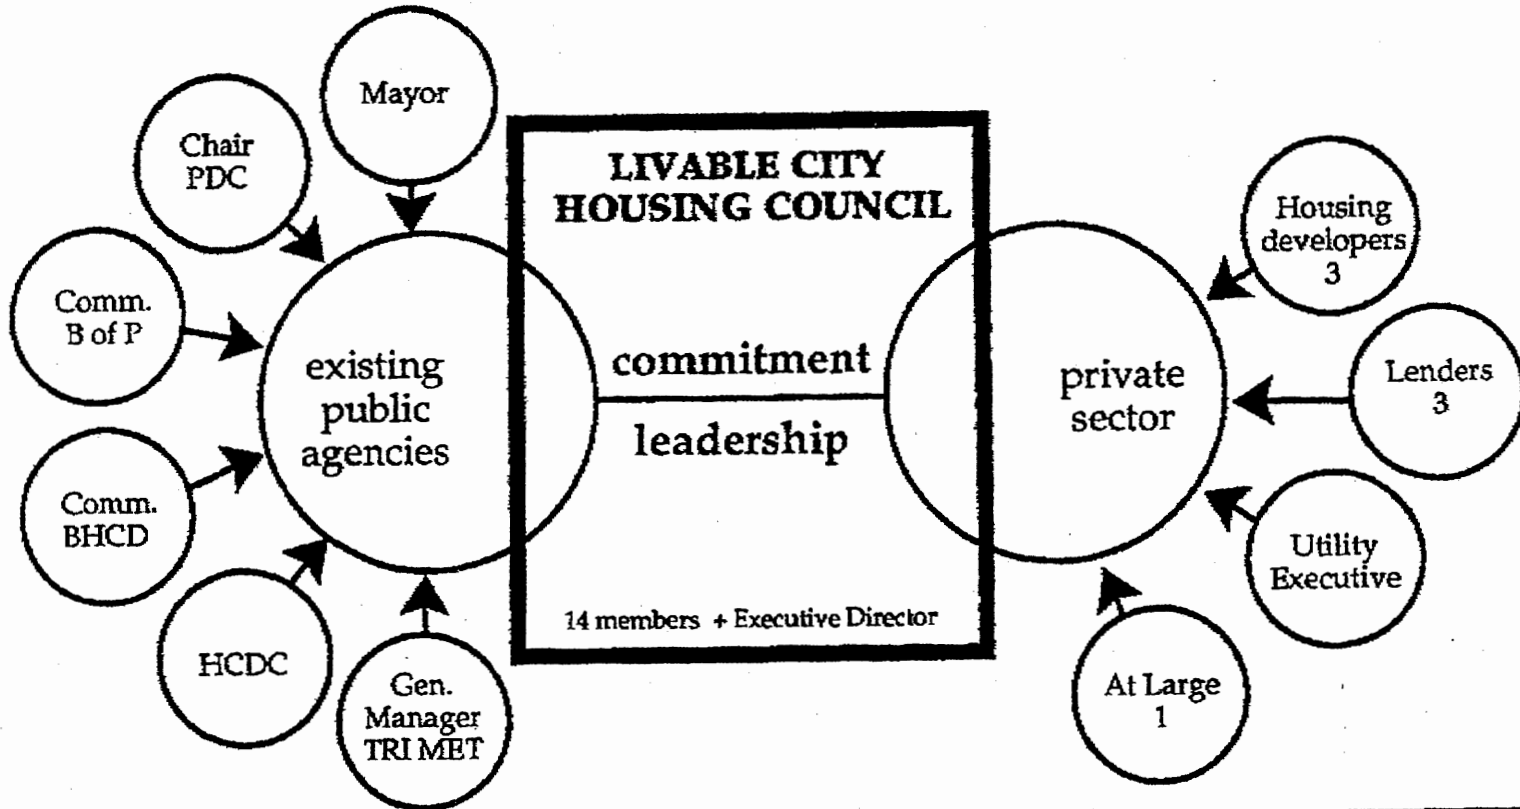 Mayor
Chair
PDC
Comm.
B of P
Comm.
BHCD
HCDC
Gen.
Manager
TRI MET
existing
public
agencies
LIVABLE CITY
HOUSING COUNCIL
commitment
leadership
14 members + Executive Director
private
sector
Housing
developers
3
Lenders
3
Utility
Executive
At Large
1